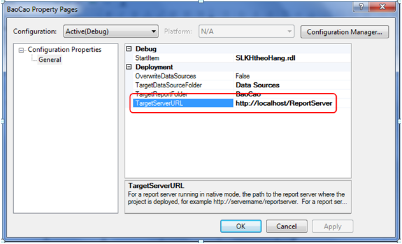 BaoCao Property Pages
Configuration: Active(Debug) Platform: N/A Configuration Manager...
Configuration Properties
General
Debug
StartItem SLKHtheoHang.rdl
Deployment
OverwriteDataSources False
TargetDataSourceFolder Data Sources
TargetReportFolder BaoCao
TargetServerURL http://localhost/ReportServer
TargetServerURL
For a report server running in native mode, the path to the report server where the
project is deployed, for example http://servername/reportserver. For a report ser...
OK Cancel Apply